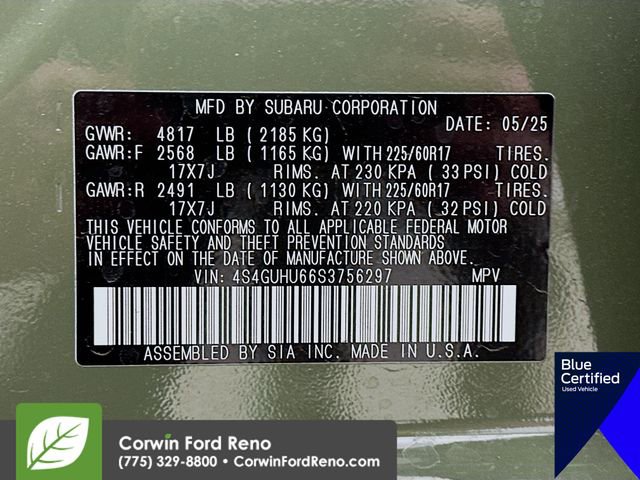 MFD BY SUBARU CORPORATION
DATE: 05/25
GVWR: 4817 LB ( 2185 KG)
GAWR:F 2568 LB ( 1165 KG) WITH 225/60R17 TIRES.
17X7J RIMS. AT 230 KPA ( 33 PSI) COLD
GAWR:R 2491 LB ( 1130 KG) WITH 225/60R17 TIRES.
17X7J RIMS. AT 220 KPA ( 32 PSI) COLD
THIS VEHICLE CONFORMS TO ALL APPLICABLE FEDERAL MOTOR
VEHICLE SAFETY AND THEFT PREVENTION STANDARDS
IN EFFECT ON THE DATE OF MANUFACTURE SHOWN ABOVE.
VIN: 4S4GUHU66S3756297 MPV
ASSEMBLED BY SIA INC. MADE IN U.S.A.
Blue
Certified
Used Vehicle
Corwin Ford Reno
(775) 329-8800 • CorwinFordReno.com